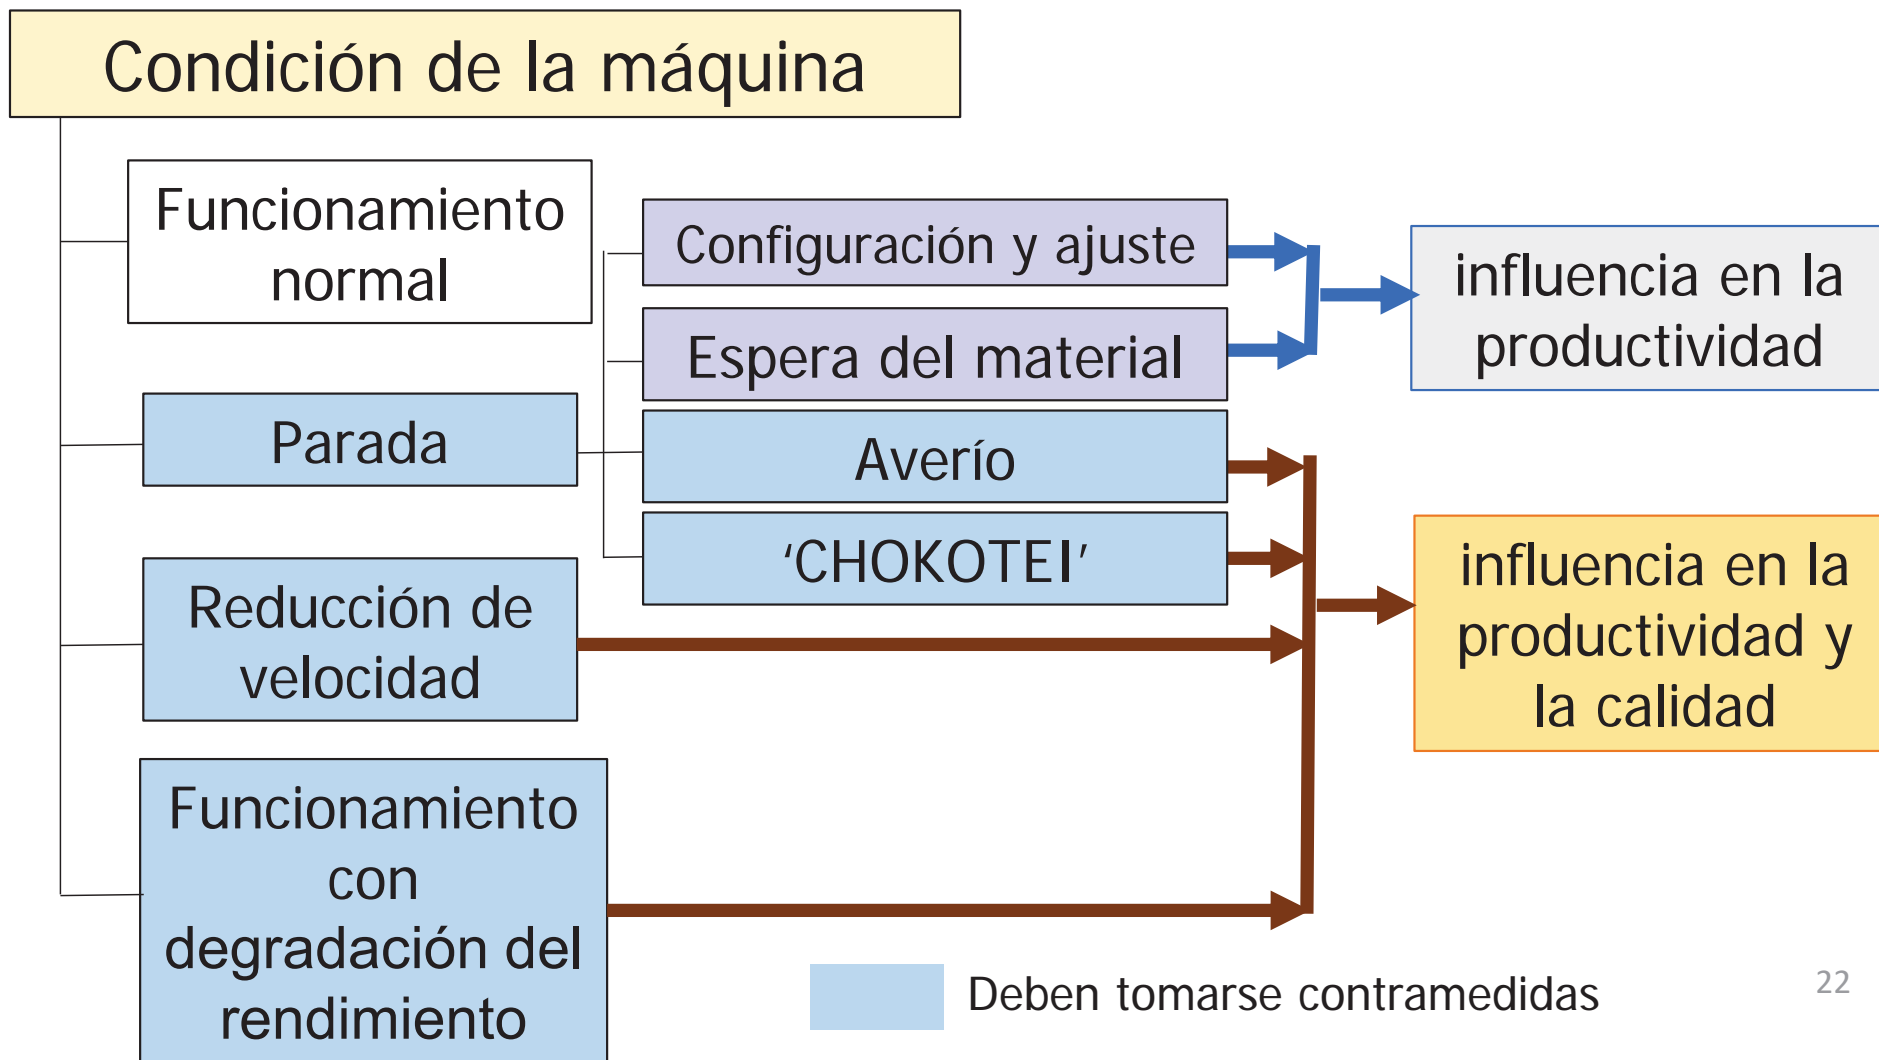 Condición de la máquina
Funcionamiento
normal
Configuración y ajuste
Espera del material
influencia en la
productividad
Parada
Averío
‘CHOKOTEI’
Reducción de
velocidad
influencia en la
productividad y
la calidad
Funcionamiento
con
degradación del
rendimiento
Deben tomarse contramedidas
22